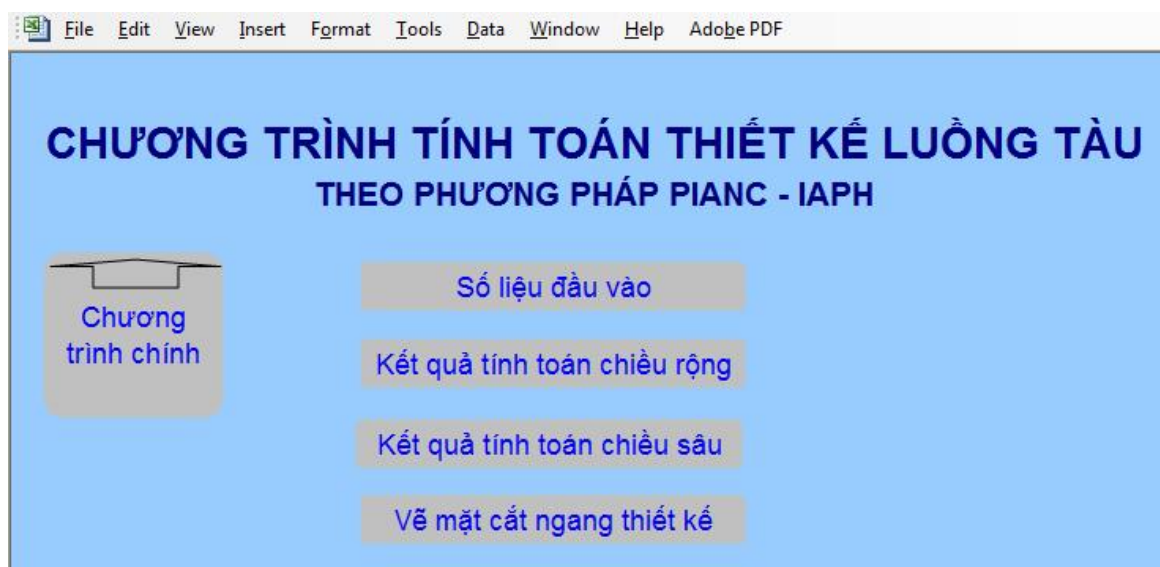 File Edit View Insert Format Tools Data Window Help Adobe PDF
CHƯƠNG TRÌNH TÍNH TOÁN THIẾT KẾ LUỒNG TÀU
THEO PHƯƠNG PHÁP PIANC - IAPH
Chương
trình chính
Số liệu đầu vào
Kết quả tính toán chiều rộng
Kết quả tính toán chiều sâu
Vẽ mặt cắt ngang thiết kế